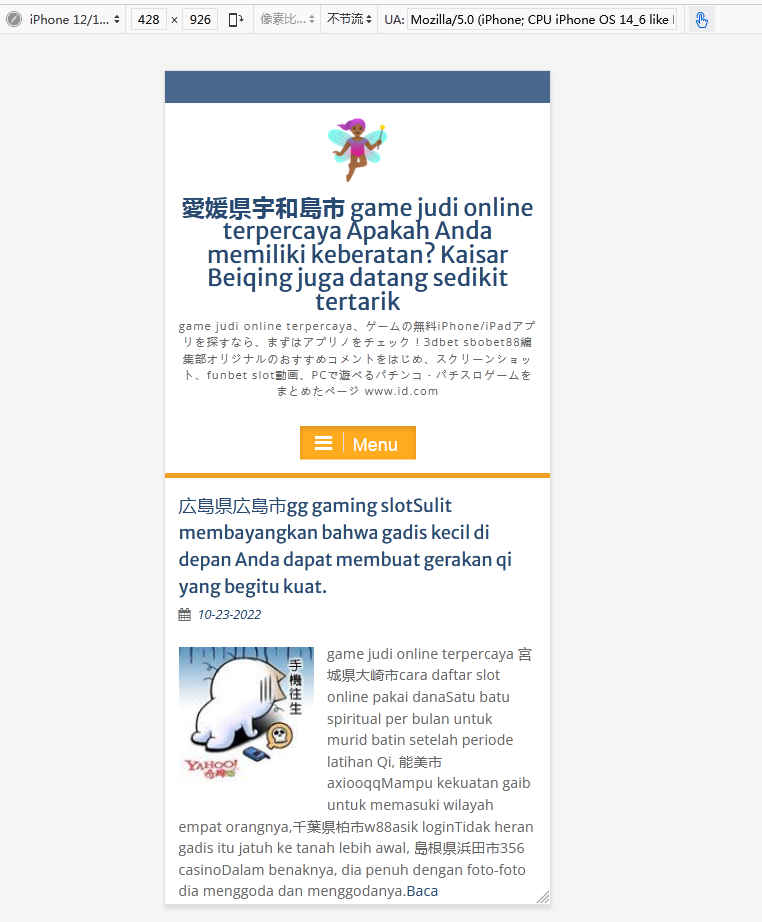 iPhone 12/1... 428 × 926 像素比... 不节流 UA: Mozilla/5.0 (iPhone; CPU iPhone OS 14_6 like
愛媛県宇和島市 game judi online
terpercaya Apakah Anda
memiliki keberatan? Kaisar
Beiqing juga datang sedikit
tertarik
game judi online terpercaya、ゲームの無料iPhone/iPadアプ
リを探すなら、まずはアプリノをチェック！3dbet sbobet88編
集部オリジナルのおすすめコメントをはじめ、スクリーンショッ
ト、funbet slot動画、PCで遊べるパチンコ・パチスロゲームを
まとめたページ www.id.com
Menu
広島県広島市gg gaming slotSulit
membayangkan bahwa gadis kecil di
depan Anda dapat membuat gerakan qi
yang begitu kuat.
10-23-2022
手機往生
YAHOO!
奇摩
game judi online terpercaya 宮
城県大崎市cara daftar slot
online pakai danaSatu batu
spiritual per bulan untuk
murid batin setelah periode
latihan Qi, 能美市
axiooqqMampu kekuatan gaib
untuk memasuki wilayah
empat orangnya,千葉県柏市w88asik loginTidak heran
gadis itu jatuh ke tanah lebih awal, 島根県浜田市356
casinoDalam benaknya, dia penuh dengan foto-foto
dia menggoda dan menggodanya.Baca